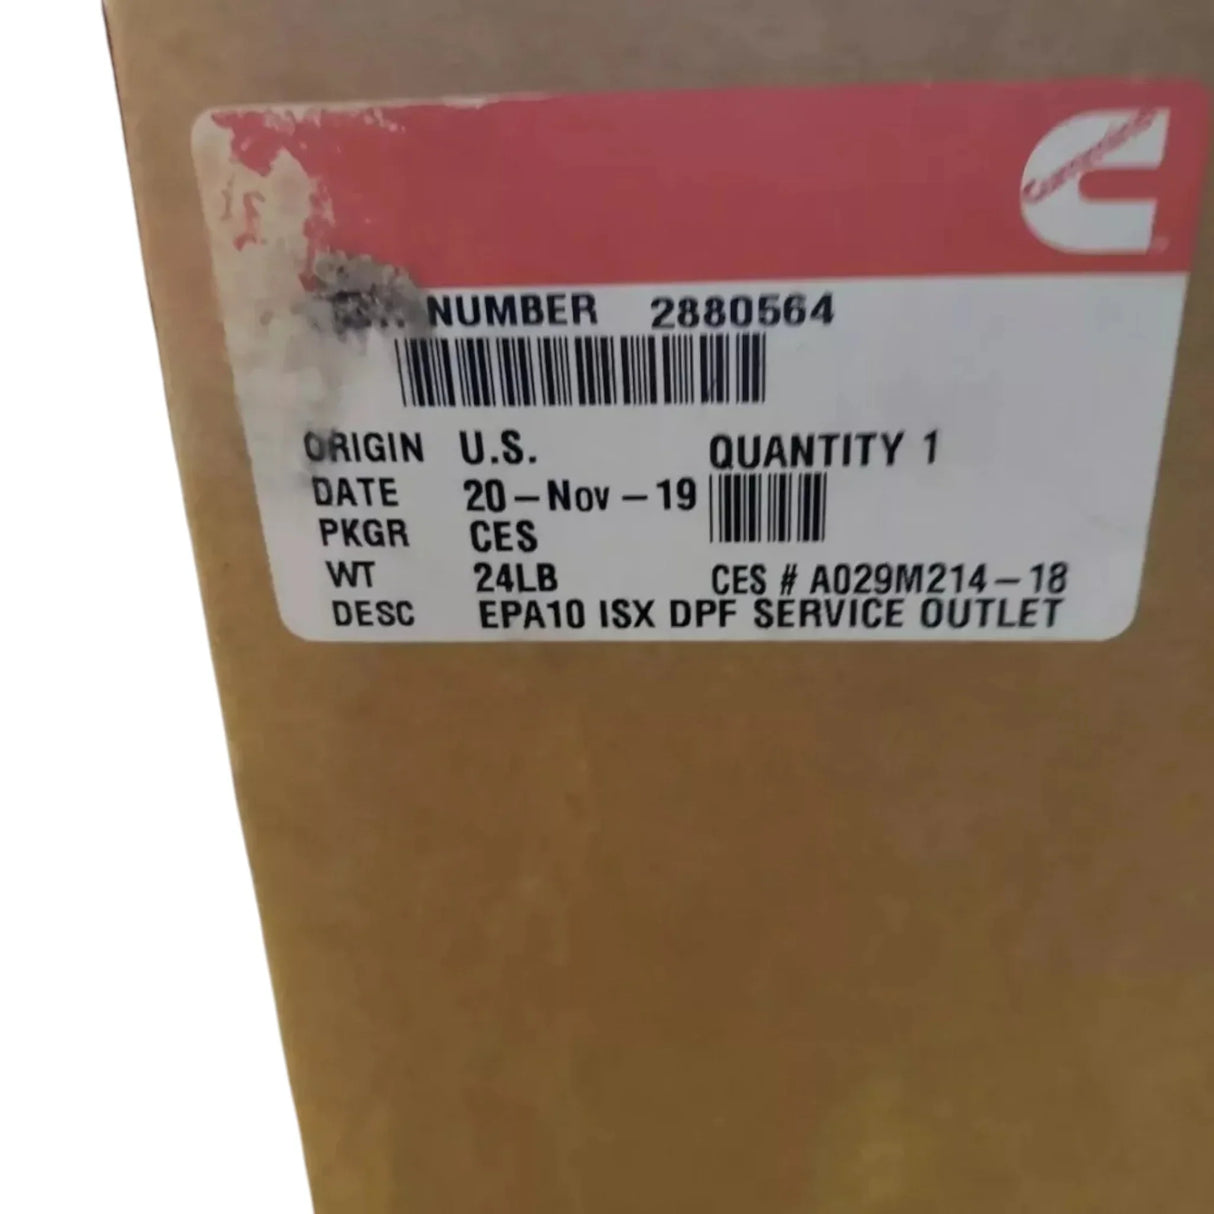 Cummins
NUMBER 2880564
ORIGIN U.S. QUANTITY 1
DATE 20-Nov-19
PKGR CES
WT 24LB CES # A029M214-18
DESC EPA10 ISX DPF SERVICE OUTLET